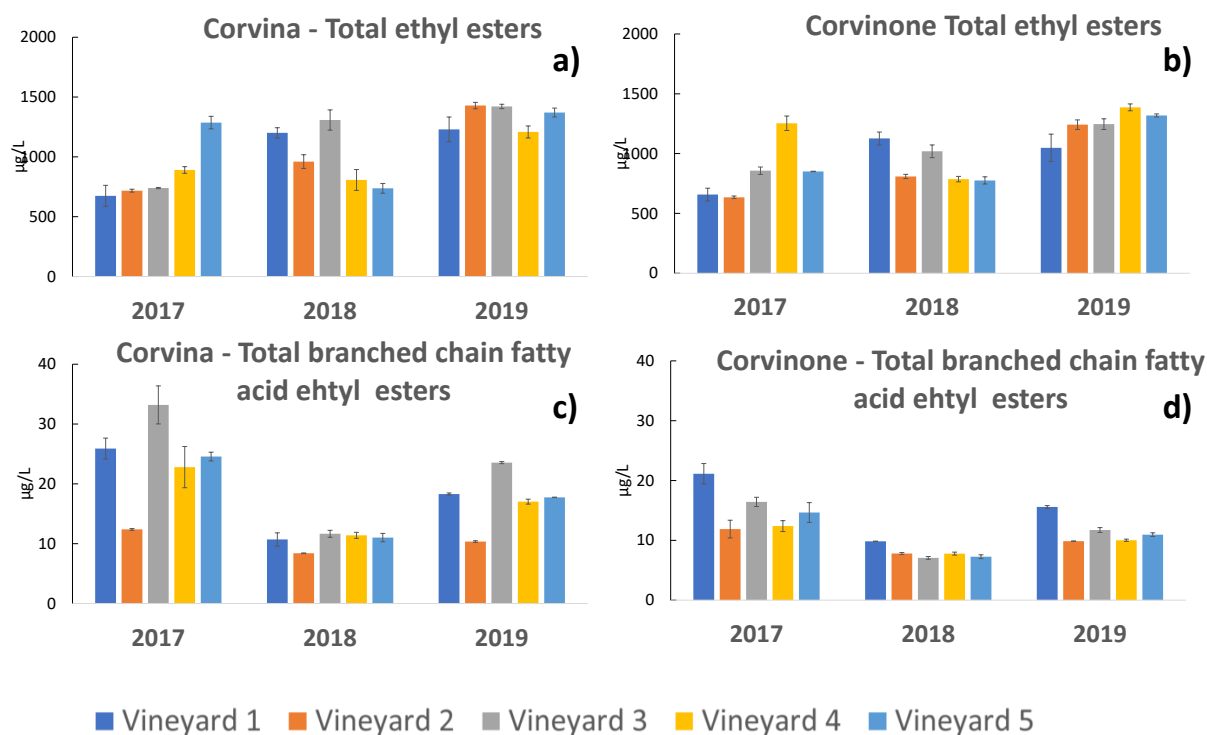 Corvina - Total ethyl esters
a)
2000
1500
1000
500
0
µg/L
2017 2018 2019
Corvinone Total ethyl esters
b)
2000
1500
1000
500
0
µg/L
2017 2018 2019
Corvina - Total branched chain fatty
acid ehtyl esters
c)
40
30
20
10
0
µg/L
2017 2018 2019
Corvinone - Total branched chain fatty
acid ehtyl esters
d)
40
30
20
10
0
µg/L
2017 2018 2019
Vineyard 1 Vineyard 2 Vineyard 3 Vineyard 4 Vineyard 5